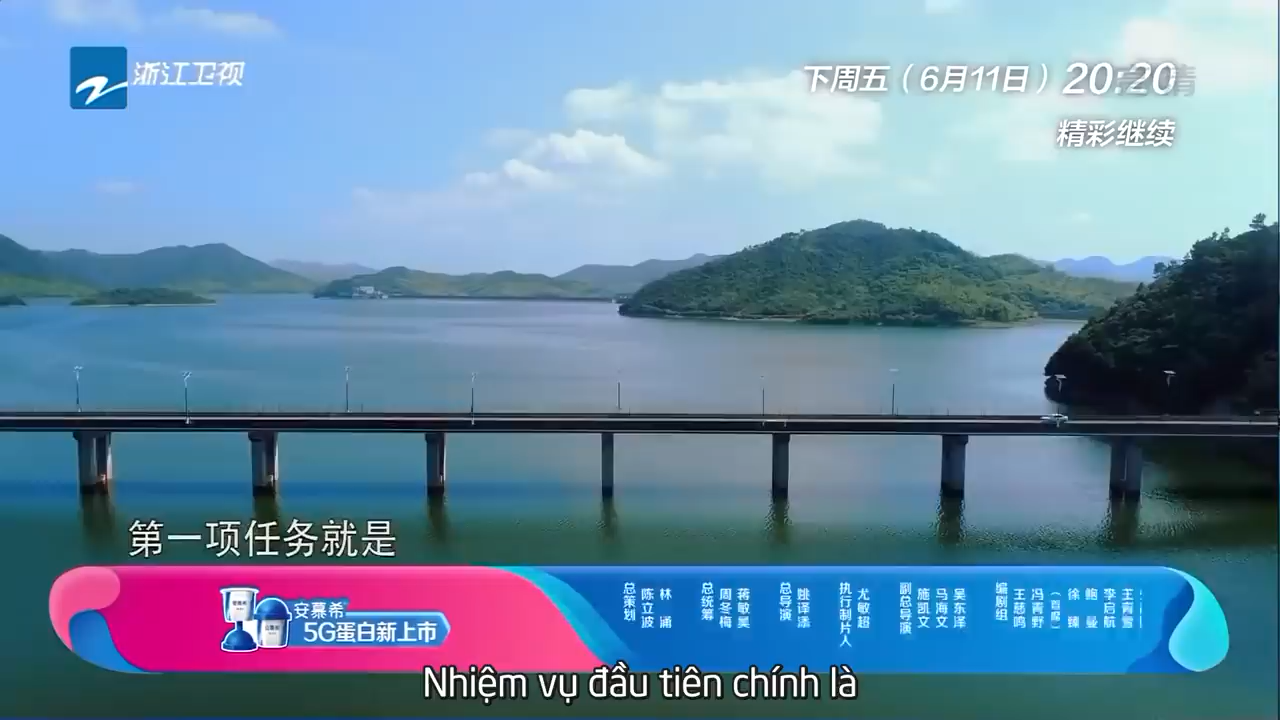 浙江卫视
下周五（6月11日）20:20
精彩继续
第一项任务就是
安慕希
5G蛋白新上市
总策划
陈立波
林涌
总统筹
周冬梅
蒋敏昊
总导演
姚译添
执行制片人
尤敏超
副总导演
施凯文
马海文
吴东泽
编剧组
王慈鸣
冯青野
（首席）
徐臻
鲍曼
李启航
Nhiệm vụ đầu tiên chính là